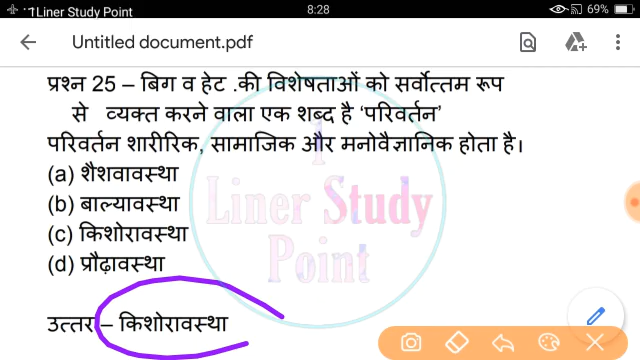 1Liner Study Point 8:28 69%
Untitled document.pdf
प्रश्न 25 – बिग व हेट .की विशेषताओं को सर्वोत्तम रूप
से व्यक्त करने वाला एक शब्द है 'परिवर्तन'
परिवर्तन शारीरिक, सामाजिक और मनोवैज्ञानिक होता है।
(a) शैशवावस्था
(b) बाल्यावस्था
(c) किशोरावस्था
(d) प्रौढ़ावस्था
उत्तर – किशोरावस्था
1
Liner Study
Point